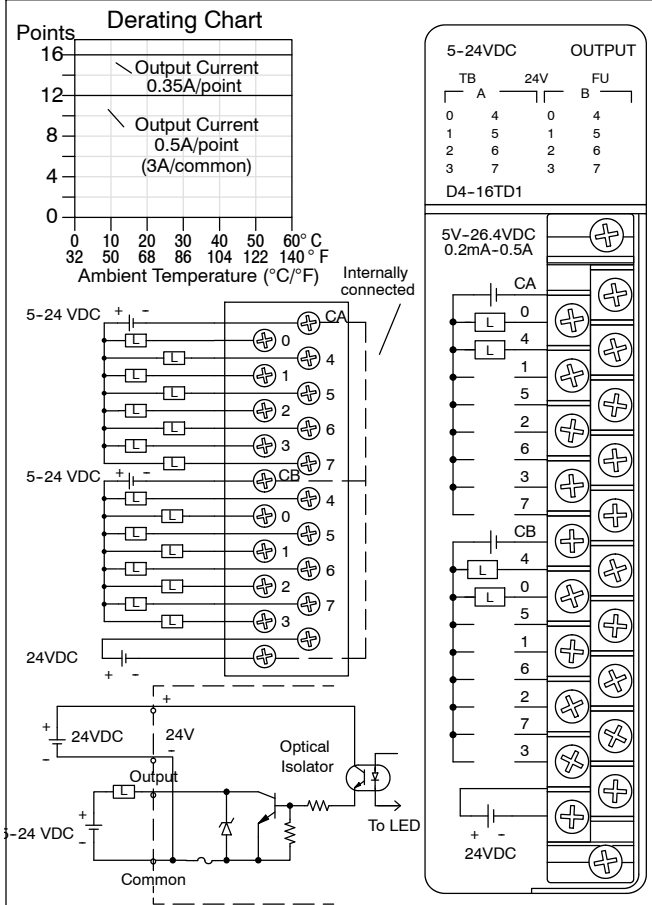 Derating Chart
Points
16
12
8
4
0
Output Current
0.35A/point
Output Current
0.5A/point
(3A/common)
0 10 20 30 40 50 60°C
32 50 68 86 104 122 140°F
Ambient Temperature (°C/°F)
Internally
connected
5-24 VDC
+ -
CA
L
0
L
4
L
1
L
5
L
2
L
6
L
3
L
7
5-24 VDC
+ -
CB
L
4
L
0
L
5
L
1
L
6
L
2
L
7
L
3
24VDC
+ -
+
24VDC
-
+
24V
-
Optical
Isolator
Output
L
To LED
+
5-24 VDC
-
Common
5-24VDC OUTPUT
TB 24V FU
A B
0 4 0 4
1 5 1 5
2 6 2 6
3 7 3 7
D4-16TD1
5V-26.4VDC
0.2mA-0.5A
CA
L 0
L 4
1
5
2
6
3
7
CB
L 4
L 0
5
1
6
2
7
3
+ -
24VDC